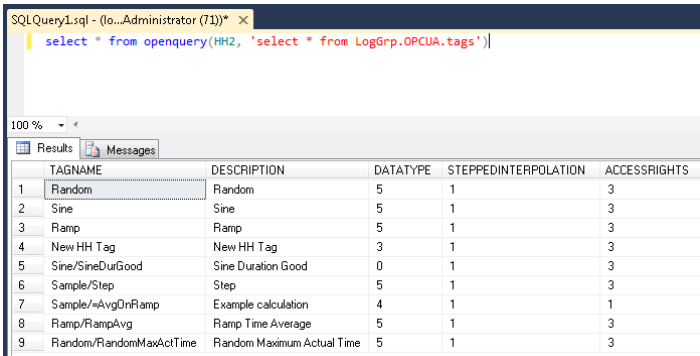 SQLQuery1.sql - (lo...Administrator (71))* ×
select * from openquery(HH2, 'select * from LogGrp.OPCUA.tags')
100 %
Results Messages
TAGNAME DESCRIPTION DATATYPE STEPPEDINTERPOLATION ACCESSRIGHTS
1 Random Random 5 1 3
2 Sine Sine 5 1 3
3 Ramp Ramp 5 1 3
4 New HH Tag New HH Tag 3 1 3
5 Sine/SineDurGood Sine Duration Good 0 1 3
6 Sample/Step Step 5 1 3
7 Sample/=AvgOnRamp Example calculation 4 1 1
8 Ramp/RampAvg Ramp Time Average 5 1 3
9 Random/RandomMaxActTime Random Maximum Actual Time 5 1 3